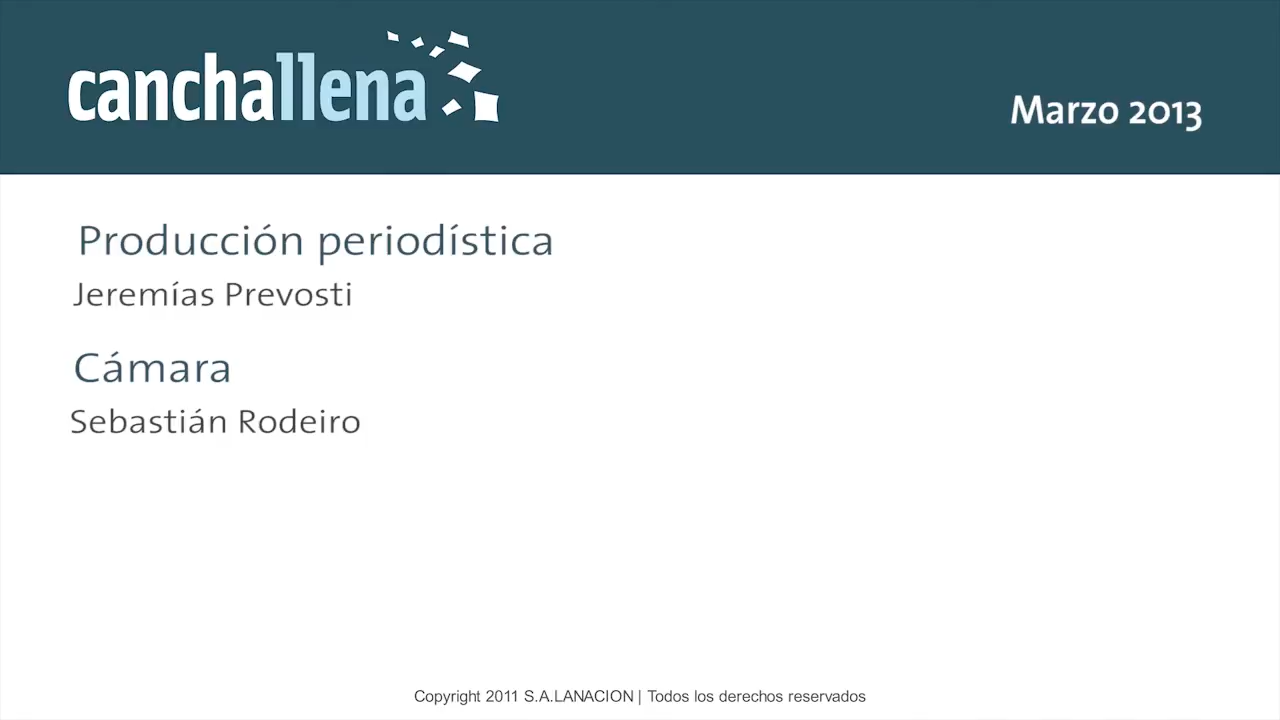 canchallena
Marzo 2013
Producción periodística
Jeremías Prevosti
Cámara
Sebastián Rodeiro
Copyright 2011 S.A.LANACION | Todos los derechos reservados